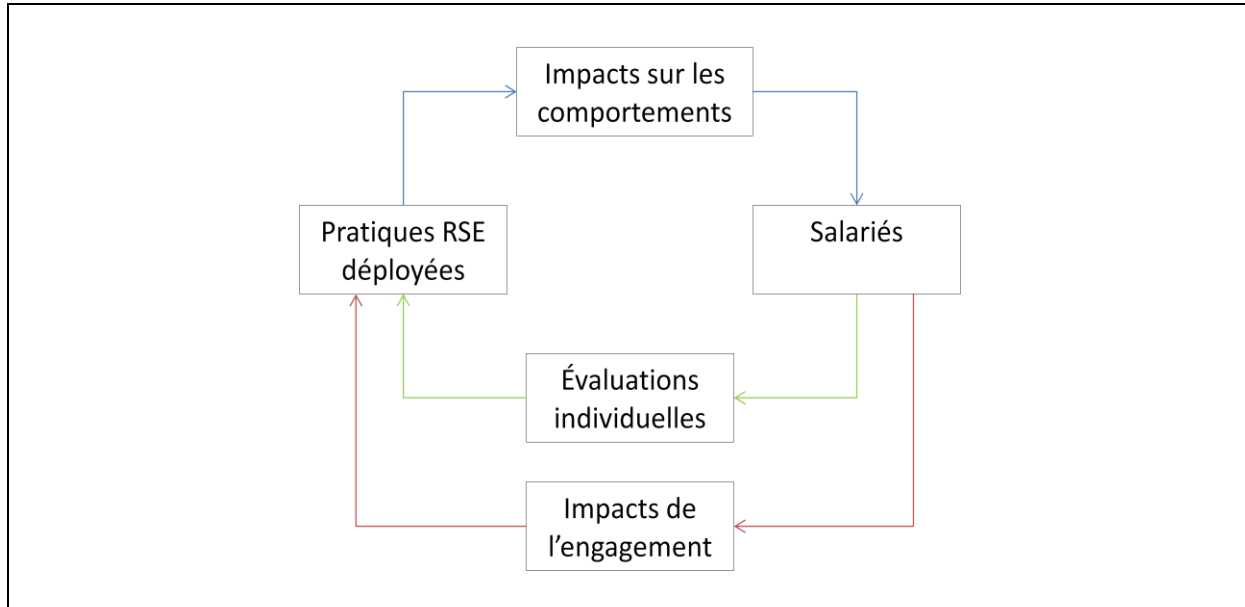 Impacts sur les
comportements
Pratiques RSE
déployées
Salariés
Évaluations
individuelles
Impacts de
l’engagement